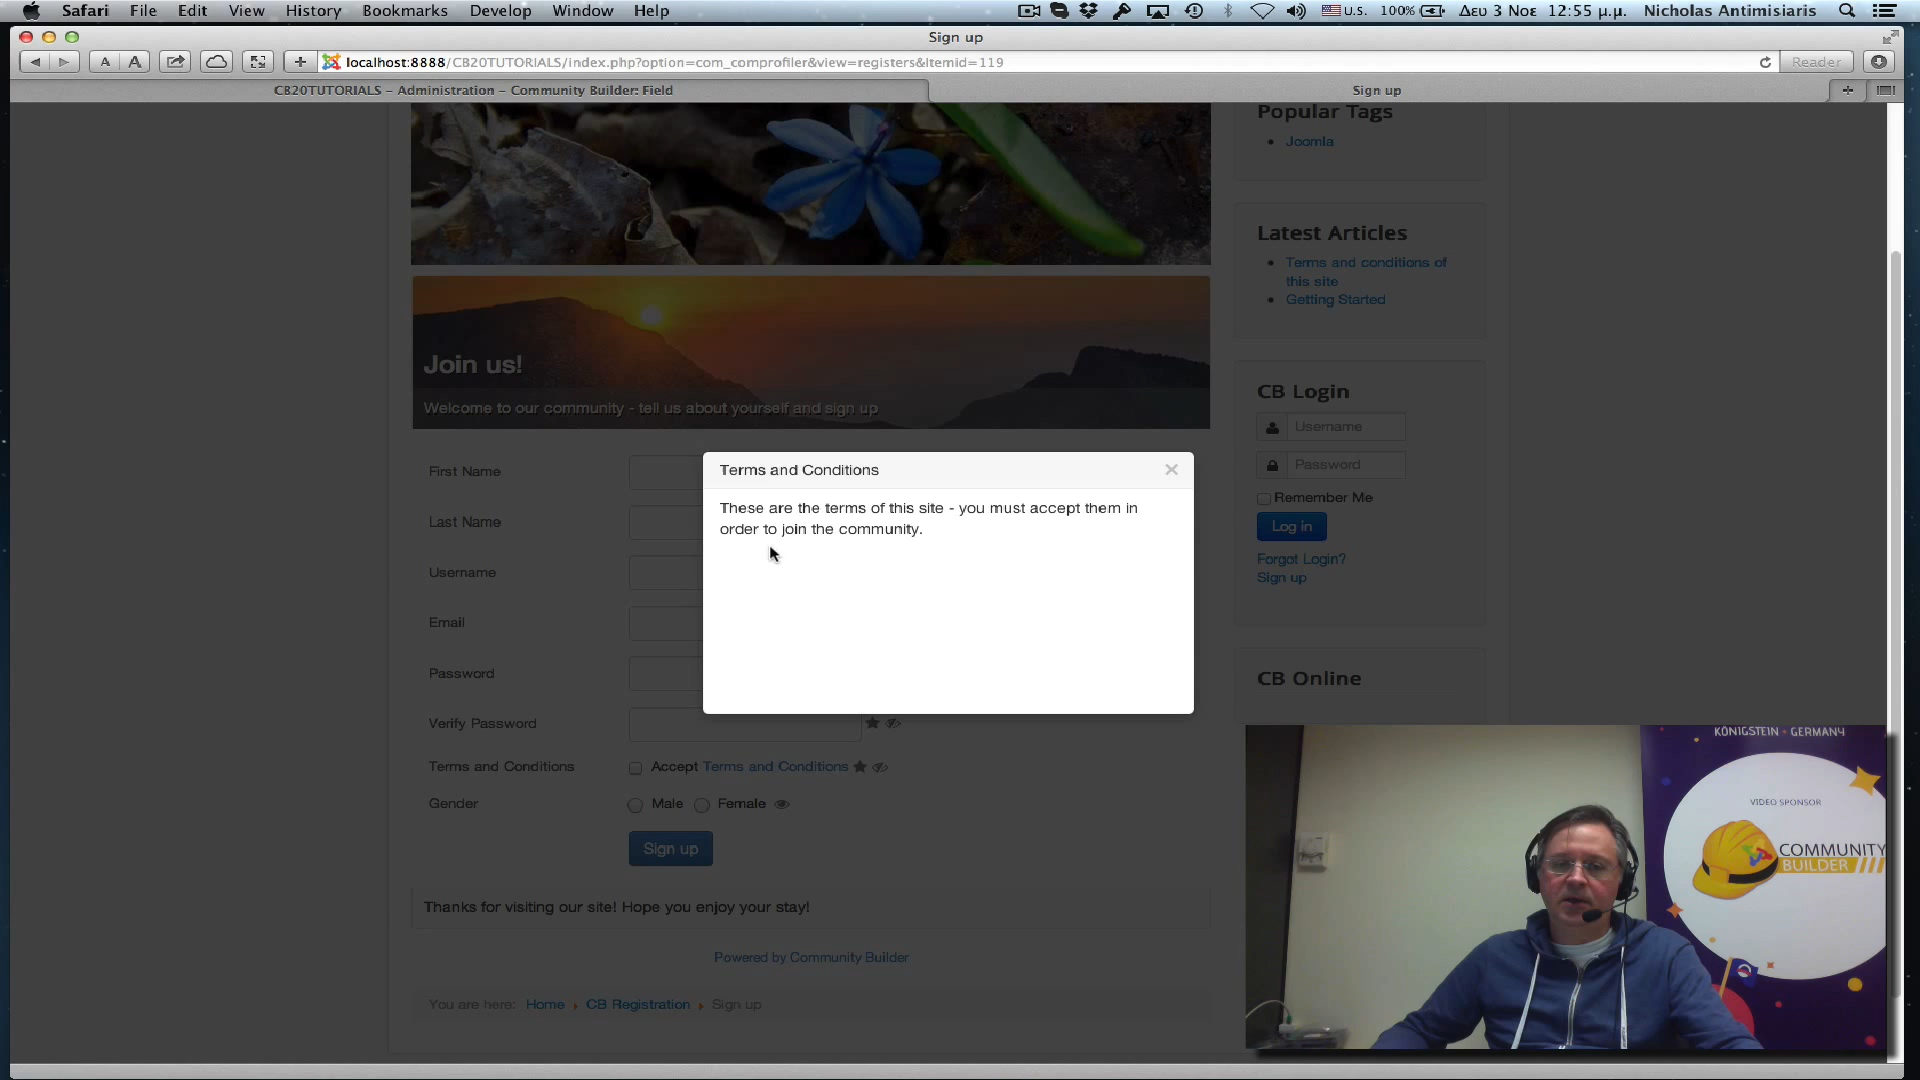 Safari File Edit View History Bookmarks Develop Window Help U.S. 100% Δευ 3 Νοε 12:55 μ.μ. Nicholas Antimisiaris
Sign up
A A localhost:8888/CB20TUTORIALS/index.php?option=com_comprofiler&view=registers&Itemid=119 Reader
CB20TUTORIALS – Administration – Community Builder: Field
Sign up
Popular Tags
Joomla
Latest Articles
Terms and conditions of
this site
Getting Started
Join us!
Welcome to our community - tell us about yourself and sign up
CB Login
Username
Password
Remember Me
Log in
Forgot Login?
Sign up
CB Online
First Name
Last Name
Username
Email
Password
Verify Password
Terms and Conditions Accept Terms and Conditions
Gender Male Female
Sign up
Terms and Conditions
These are the terms of this site - you must accept them in
order to join the community.
Thanks for visiting our site! Hope you enjoy your stay!
Powered by Community Builder
You are here: Home CB Registration Sign up
KÖNIGSTEIN • GERMANY
VIDEO SPONSOR
COMMUNITY
BUILDER